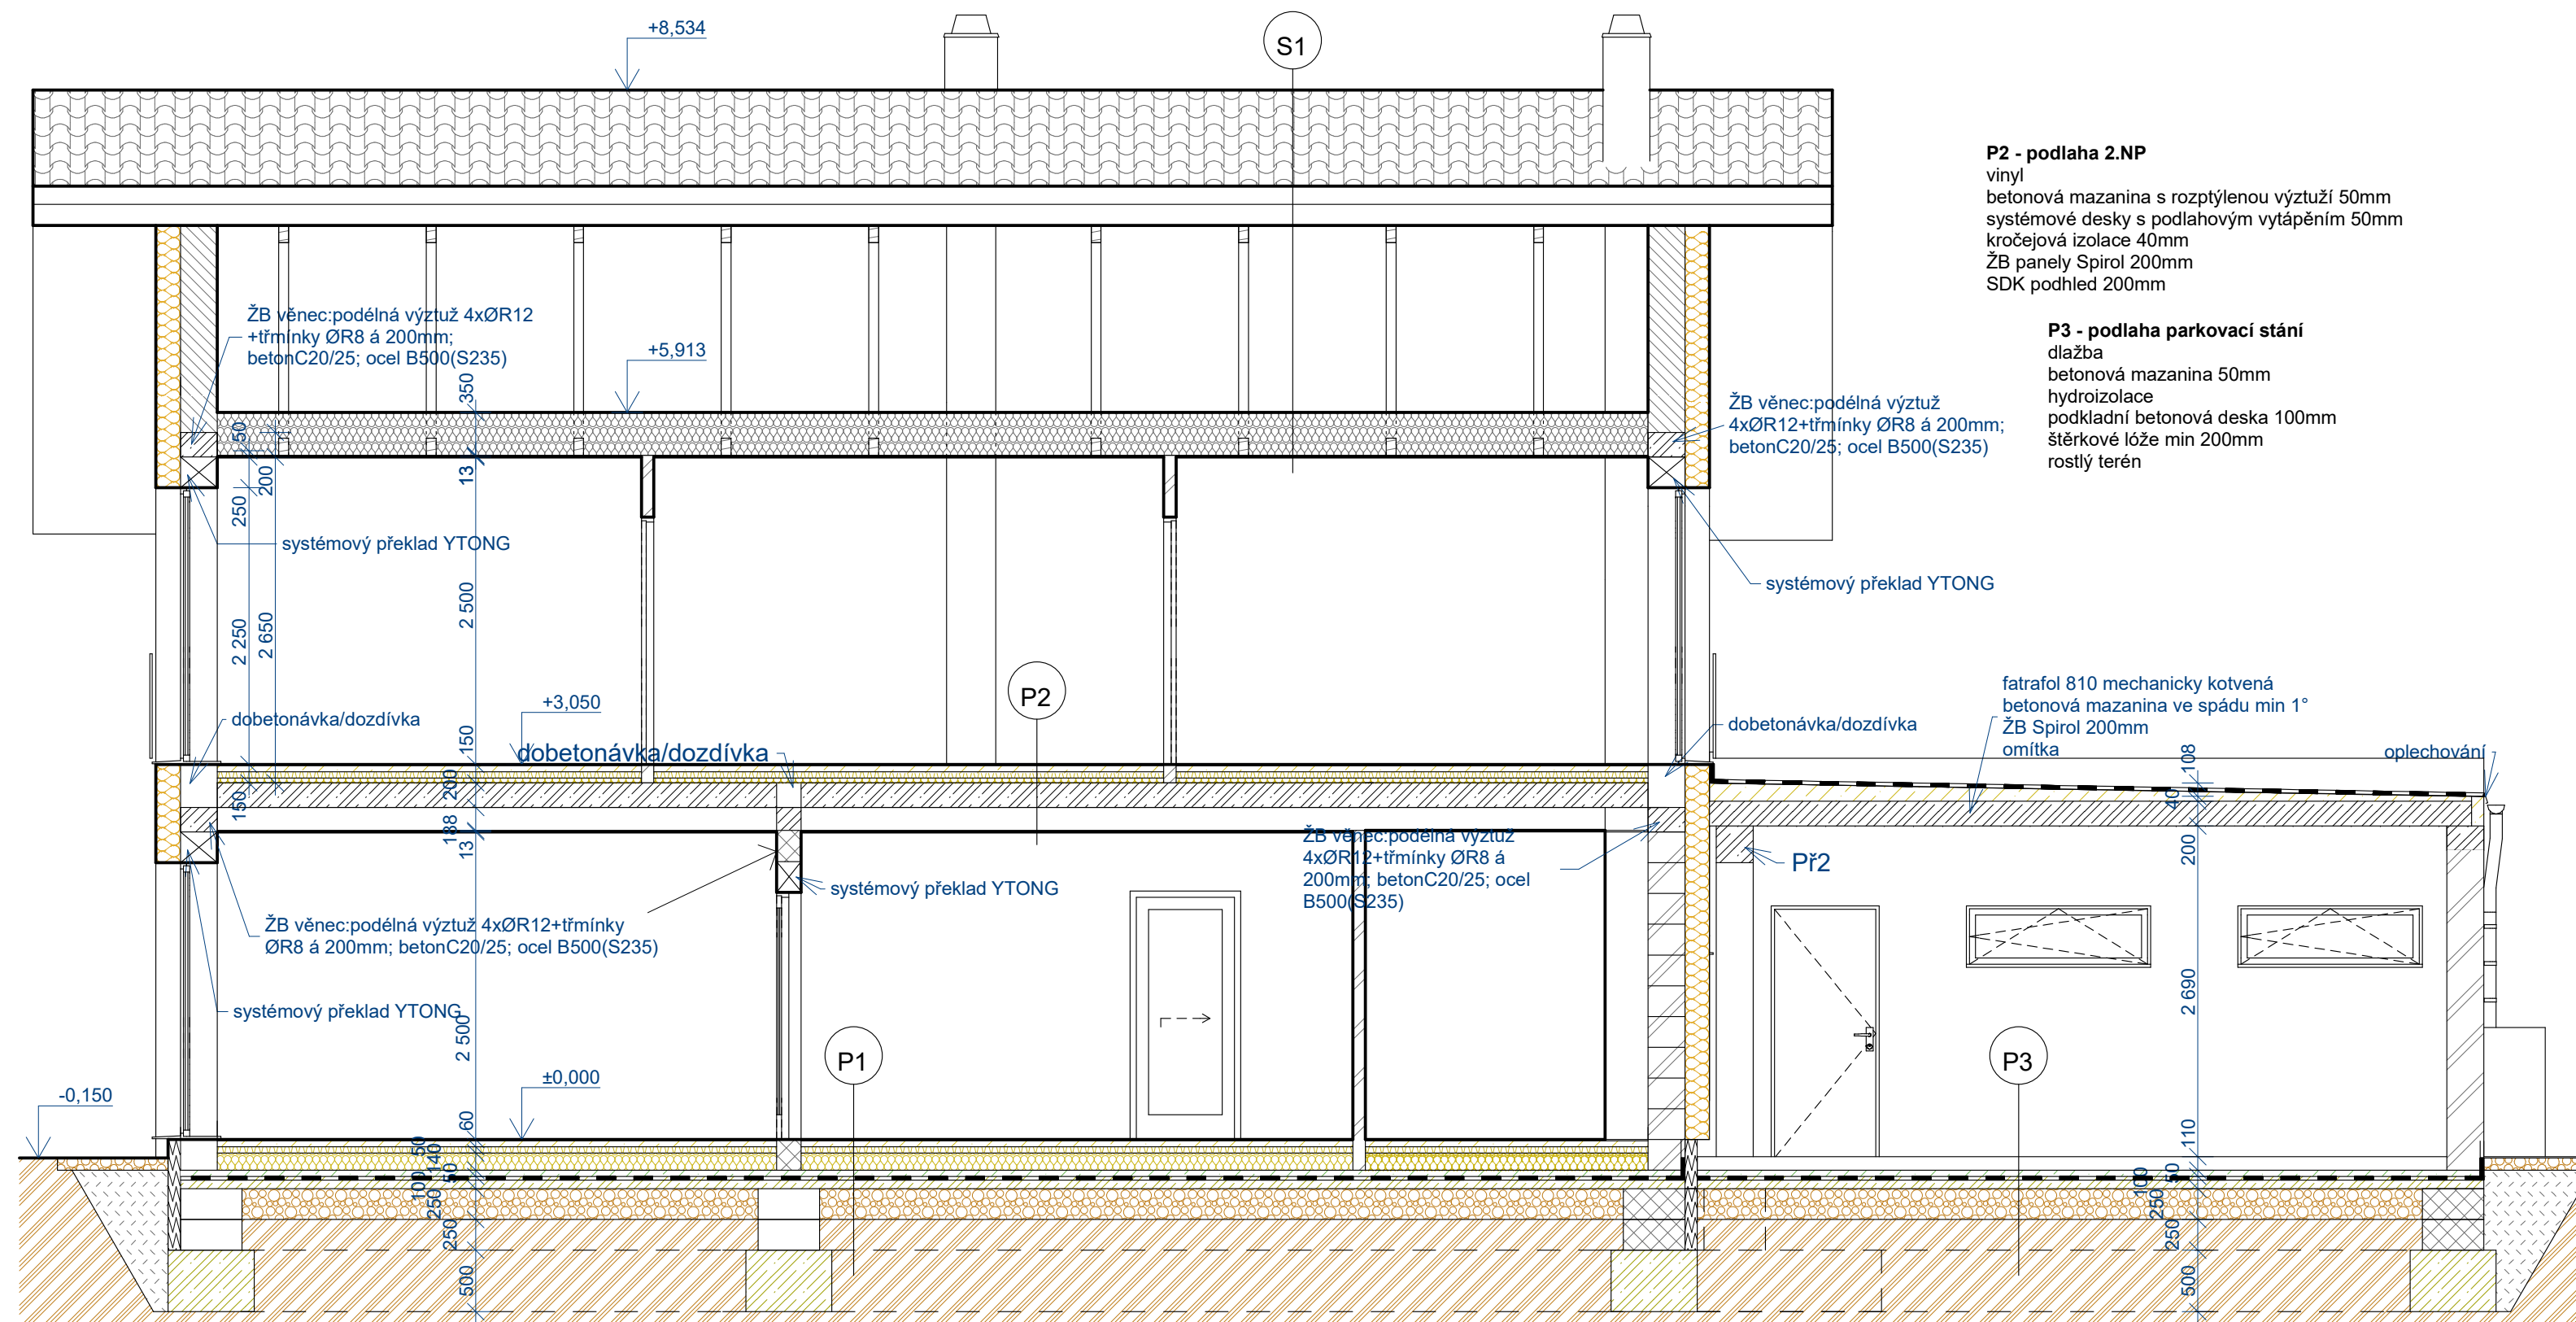 +8,534
S1
P2 - podlaha 2.NP
vinyl
betonová mazanina s rozptýlenou výztuží 50mm
systémové desky s podlahovým vytápěním 50mm
kročejová izolace 40mm
ŽB panely Spirol 200mm
SDK podhled 200mm
P3 - podlaha parkovací stání
dlažba
betonová mazanina 50mm
hydroizolace
podkladní betonová deska 100mm
štěrkové lóže min 200mm
rostlý terén
ŽB věnec:podélná výztuž 4xØR12
+třmínky ØR8 á 200mm;
betonC20/25; ocel B500(S235)
+5,913
350
50
200
13
250
ŽB věnec:podélná výztuž
4xØR12+třmínky ØR8 á 200mm;
betonC20/25; ocel B500(S235)
systémový překlad YTONG
systémový překlad YTONG
2 500
2 250
2 650
P2
+3,050
dobetonávka/dozdívka
dobetonávka/dozdívka
dobetonávka/dozdívka
fatrafol 810 mechanicky kotvená
betonová mazanina ve spádu min 1°
ŽB Spirol 200mm
omítka
oplechování
150
200
150
188
13
108
40
200
ŽB věnec:podélná výztuž
4xØR12+třmínky ØR8 á
200mm; betonC20/25; ocel
B500(S235)
Př2
systémový překlad YTONG
ŽB věnec:podélná výztuž 4xØR12+třmínky
ØR8 á 200mm; betonC20/25; ocel B500(S235)
systémový překlad YTONG
2 500
2 690
P1
P3
±0,000
-0,150
60
50
140
50
100
250
250
500
110
50
100
250
250
500